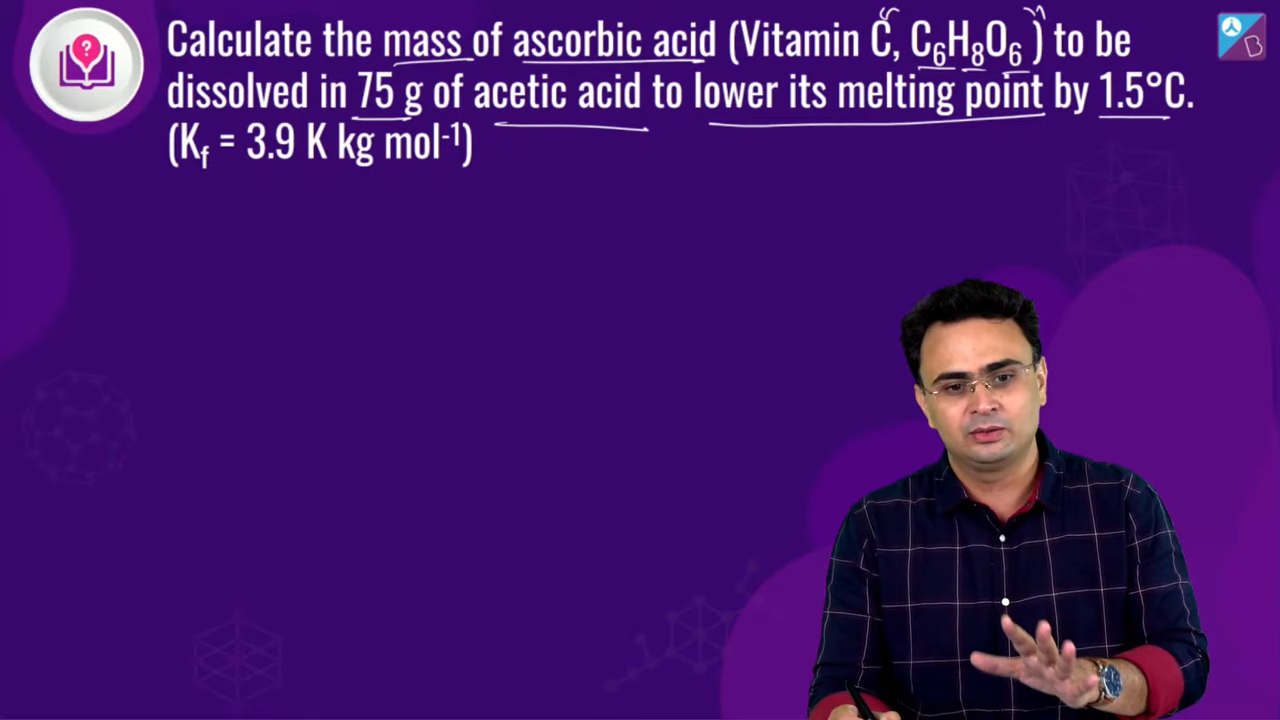 Calculate the mass of ascorbic acid (Vitamin C, C₆H₈O₆ ) to be
dissolved in 75 g of acetic acid to lower its melting point by 1.5°C.
(K_f = 3.9 K kg mol⁻¹)
?
B